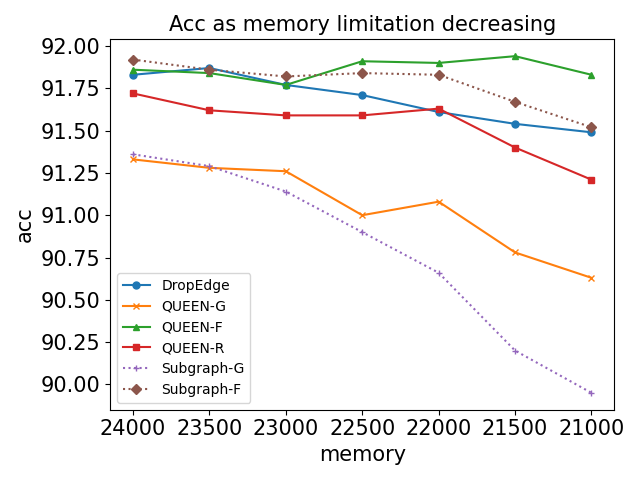 Acc as memory limitation decreasing
acc
92.00
91.75
91.50
91.25
91.00
90.75
90.50
90.25
90.00
DropEdge
QUEEN-G
QUEEN-F
QUEEN-R
Subgraph-G
Subgraph-F
24000 23500 23000 22500 22000 21500 21000
memory